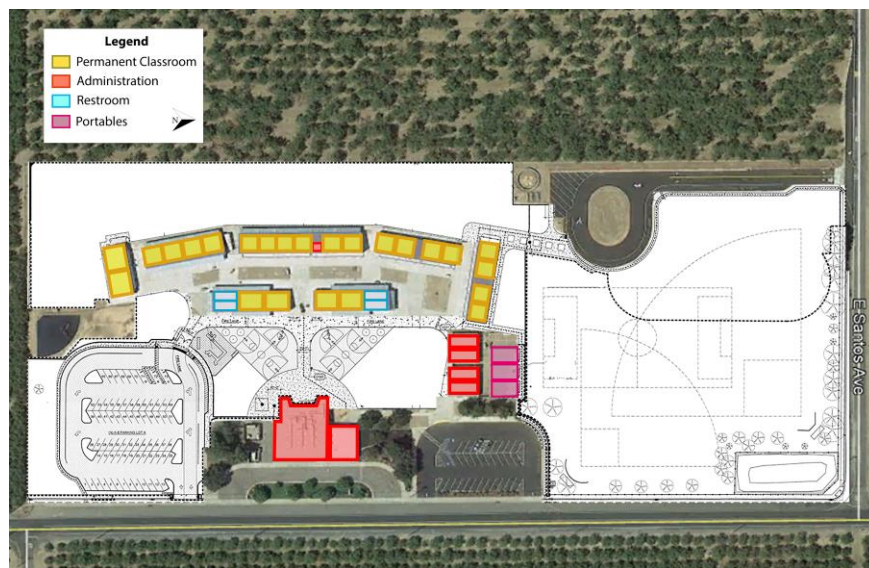 Legend
Permanent Classroom
Administration
Restroom
Portables
N
E Santos Ave